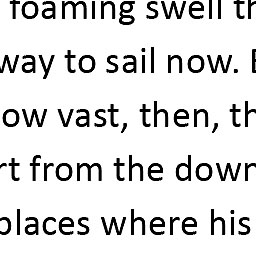 foaming swell th
way to sail now. B
ow vast, then, th
rt from the down
places where his